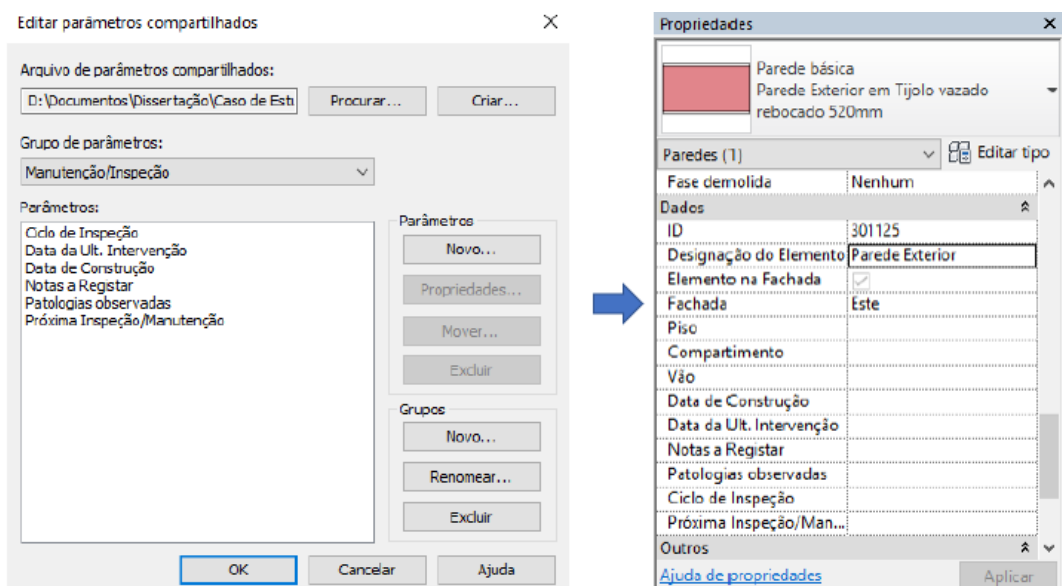 Editar parâmetros compartilhados
Arquivo de parâmetros compartilhados:
D:\Documentos\Dissertação\Caso de Estu
Procurar...
Criar...
Grupo de parâmetros:
Manutenção/Inspeção
Parâmetros:
Ciclo de Inspeção
Data da Ult. Intervenção
Data de Construção
Notas a Registar
Patologias observadas
Próxima Inspeção/Manutenção
Parâmetros
Novo...
Propriedades...
Mover...
Excluir
Grupos
Novo...
Renomear...
Excluir
OK
Cancelar
Ajuda
Propriedades
Parede básica
Parede Exterior em Tijolo vazado
rebocado 520mm
Paredes (1)
Editar tipo
Fase demolida Nenhum
Dados
ID 301125
Designação do Elemento Parede Exterior
Elemento na Fachada
Fachada Este
Piso
Compartimento
Vão
Data de Construção
Data da Ult. Intervenção
Notas a Registar
Patologias observadas
Ciclo de Inspeção
Próxima Inspeção/Man...
Outros
Ajuda de propriedades
Aplicar